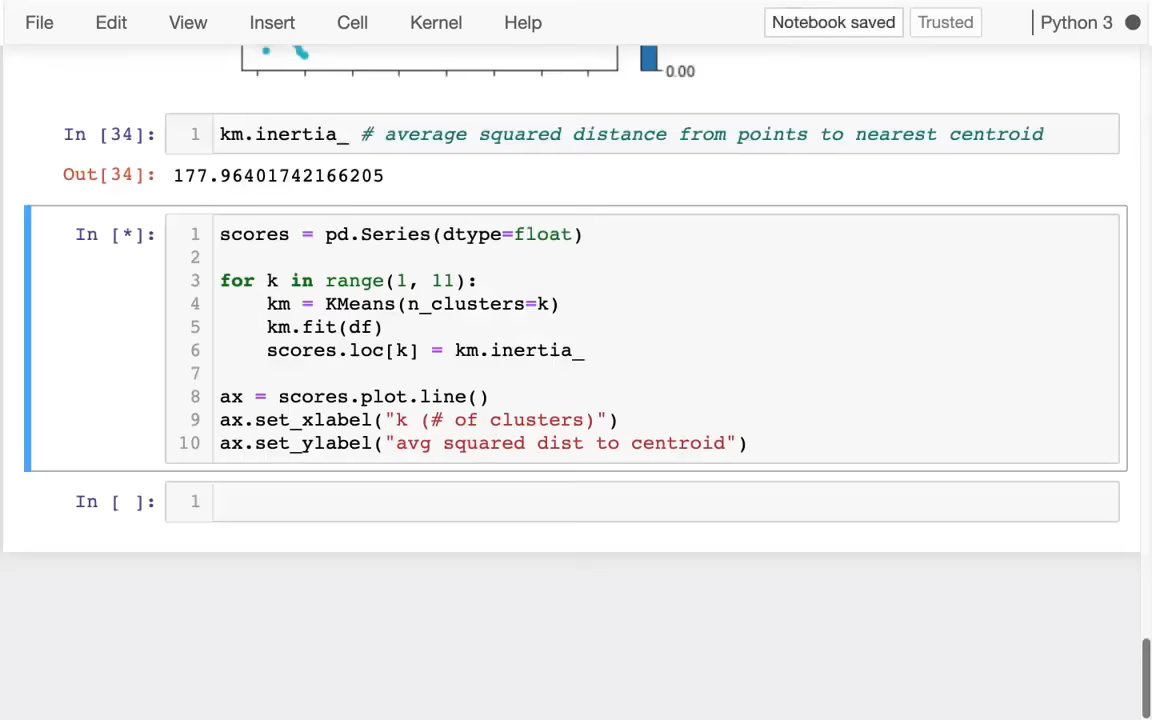 File Edit View Insert Cell Kernel Help Notebook saved Trusted Python 3
0.00
In [34]: 1 km.inertia_ # average squared distance from points to nearest centroid
Out[34]: 177.96401742166205
In [*]: 1 scores = pd.Series(dtype=float)
2
3 for k in range(1, 11):
4     km = KMeans(n_clusters=k)
5     km.fit(df)
6     scores.loc[k] = km.inertia_
7
8 ax = scores.plot.line()
9 ax.set_xlabel("k (# of clusters)")
10 ax.set_ylabel("avg squared dist to centroid")
In [ ]: 1